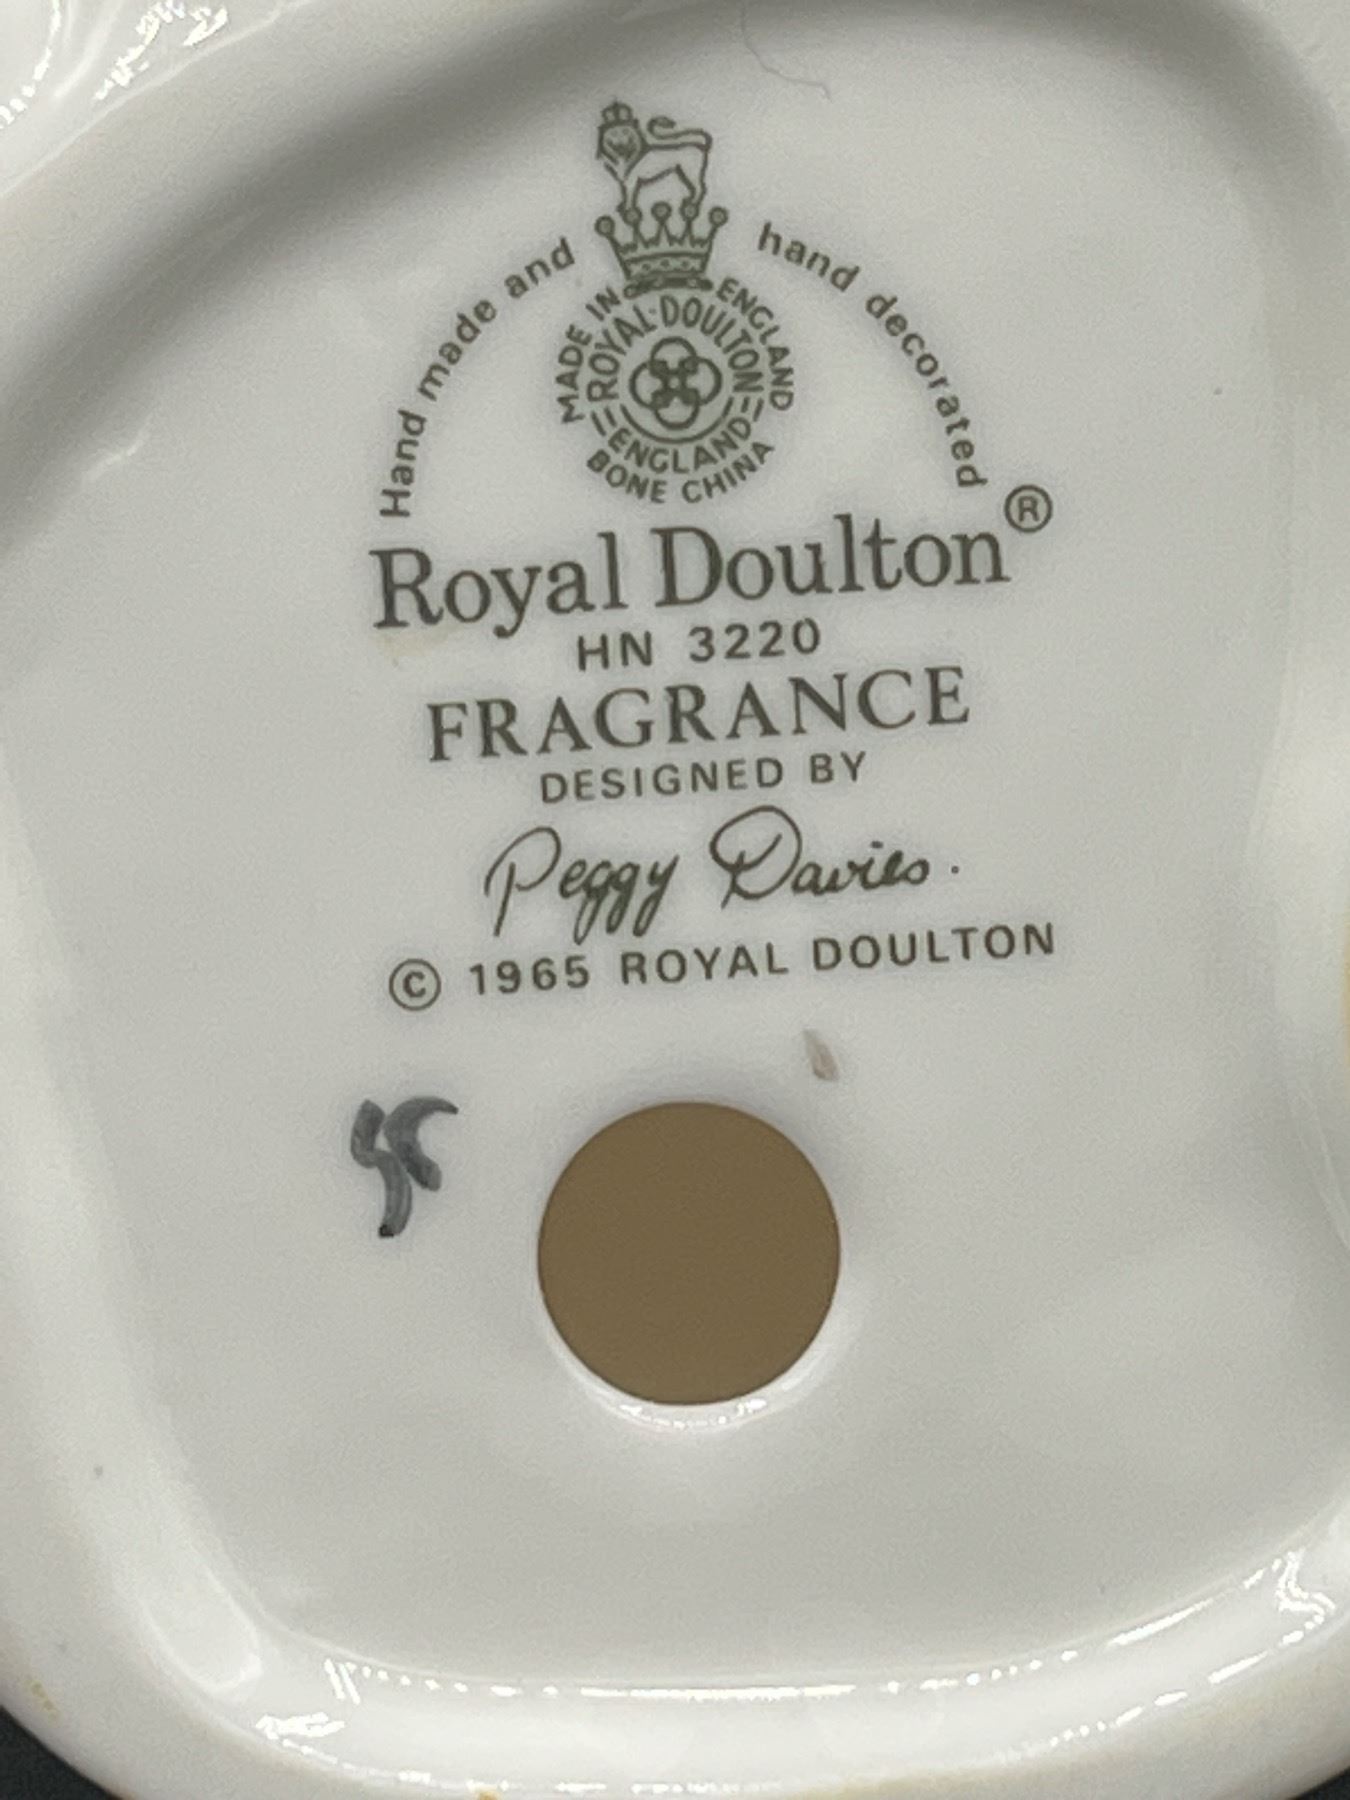 Hand made and hand decorated
MADE IN ENGLAND
ROYAL·DOULTON
ENGLAND
BONE CHINA
Royal Doulton®
HN 3220
FRAGRANCE
DESIGNED BY
Peggy Davies.
© 1965 ROYAL DOULTON